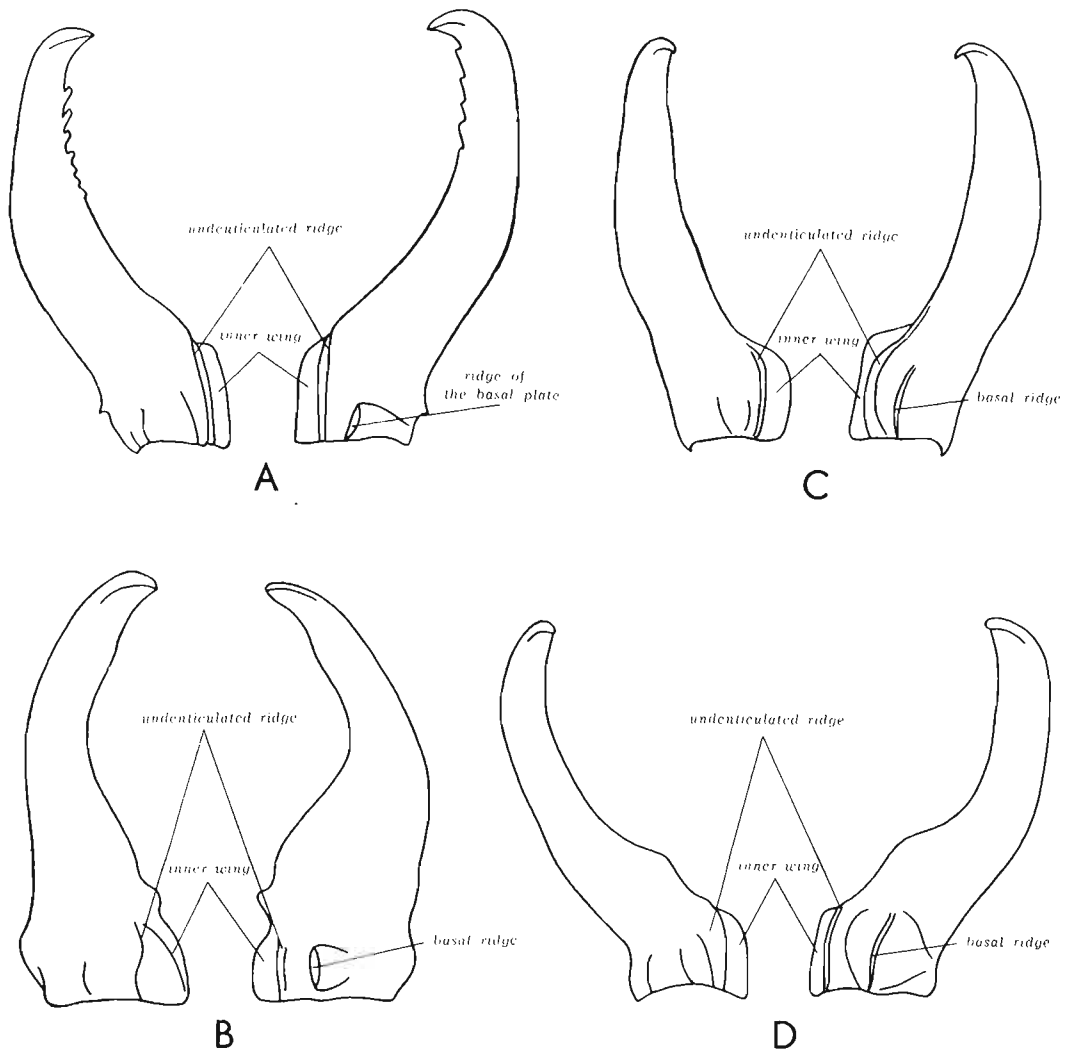 undenticulated ridge
inner wing
ridge of
the basal plate
A
undenticulated ridge
inner wing
basal ridge
C
undenticulated ridge
inner wing
basal ridge
B
undenticulated ridge
inner wing
basal ridge
D